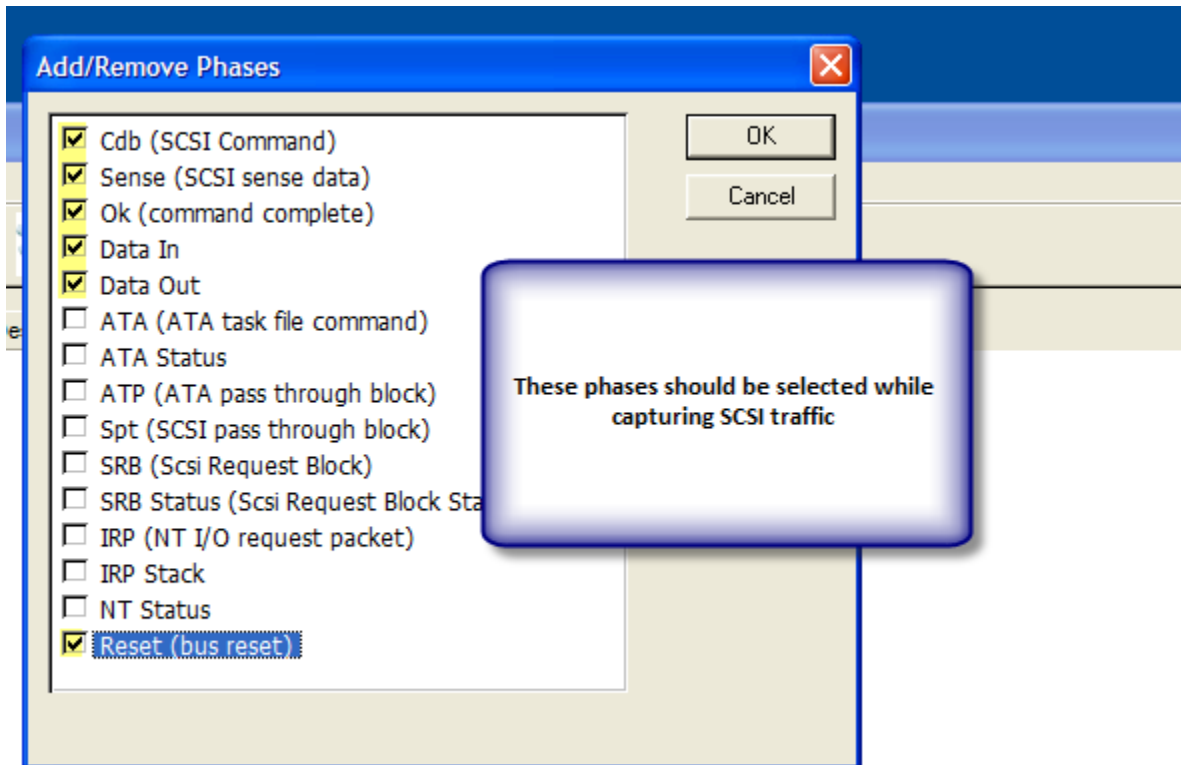 Add/Remove Phases
Cdb (SCSI Command)
Sense (SCSI sense data)
Ok (command complete)
Data In
Data Out
ATA (ATA task file command)
ATA Status
ATP (ATA pass through block)
Spt (SCSI pass through block)
SRB (Scsi Request Block)
SRB Status (Scsi Request Block Sta
IRP (NT I/O request packet)
IRP Stack
NT Status
Reset (bus reset)
OK
Cancel
These phases should be selected while
capturing SCSI traffic